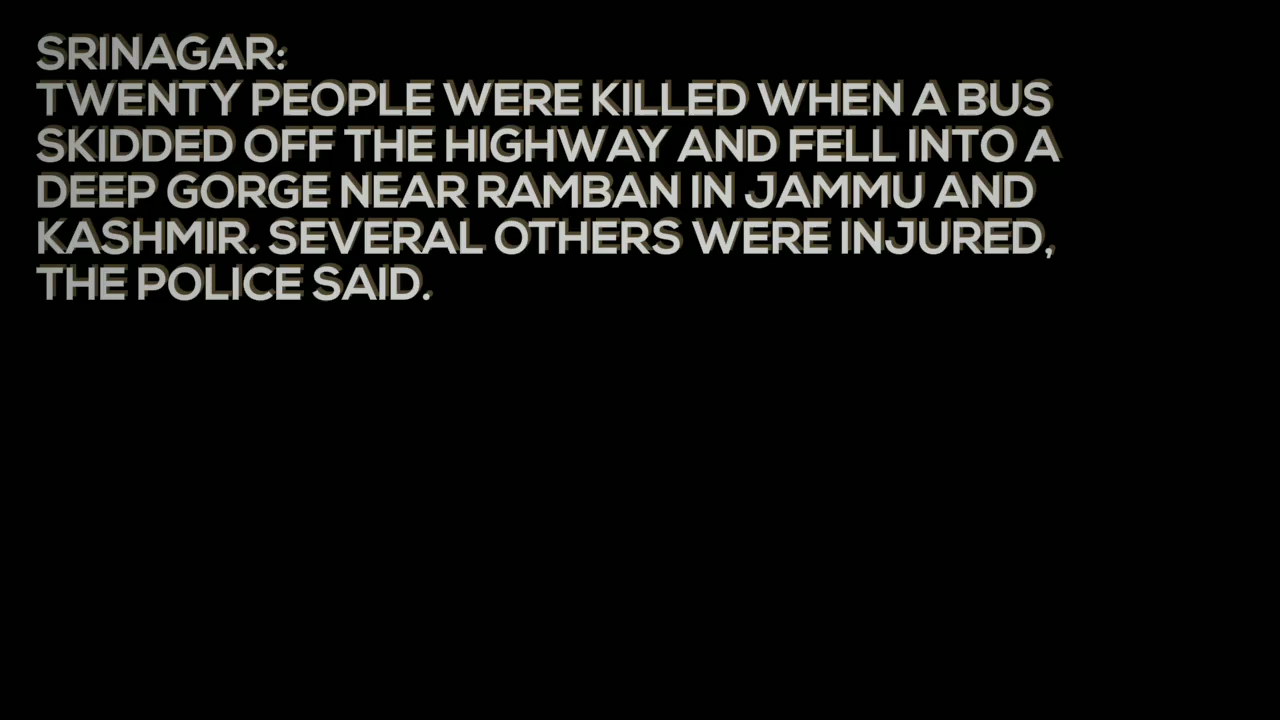 SRINAGAR:
TWENTY PEOPLE WERE KILLED WHEN A BUS
SKIDDED OFF THE HIGHWAY AND FELL INTO A
DEEP GORGE NEAR RAMBAN IN JAMMU AND
KASHMIR. SEVERAL OTHERS WERE INJURED,
THE POLICE SAID.